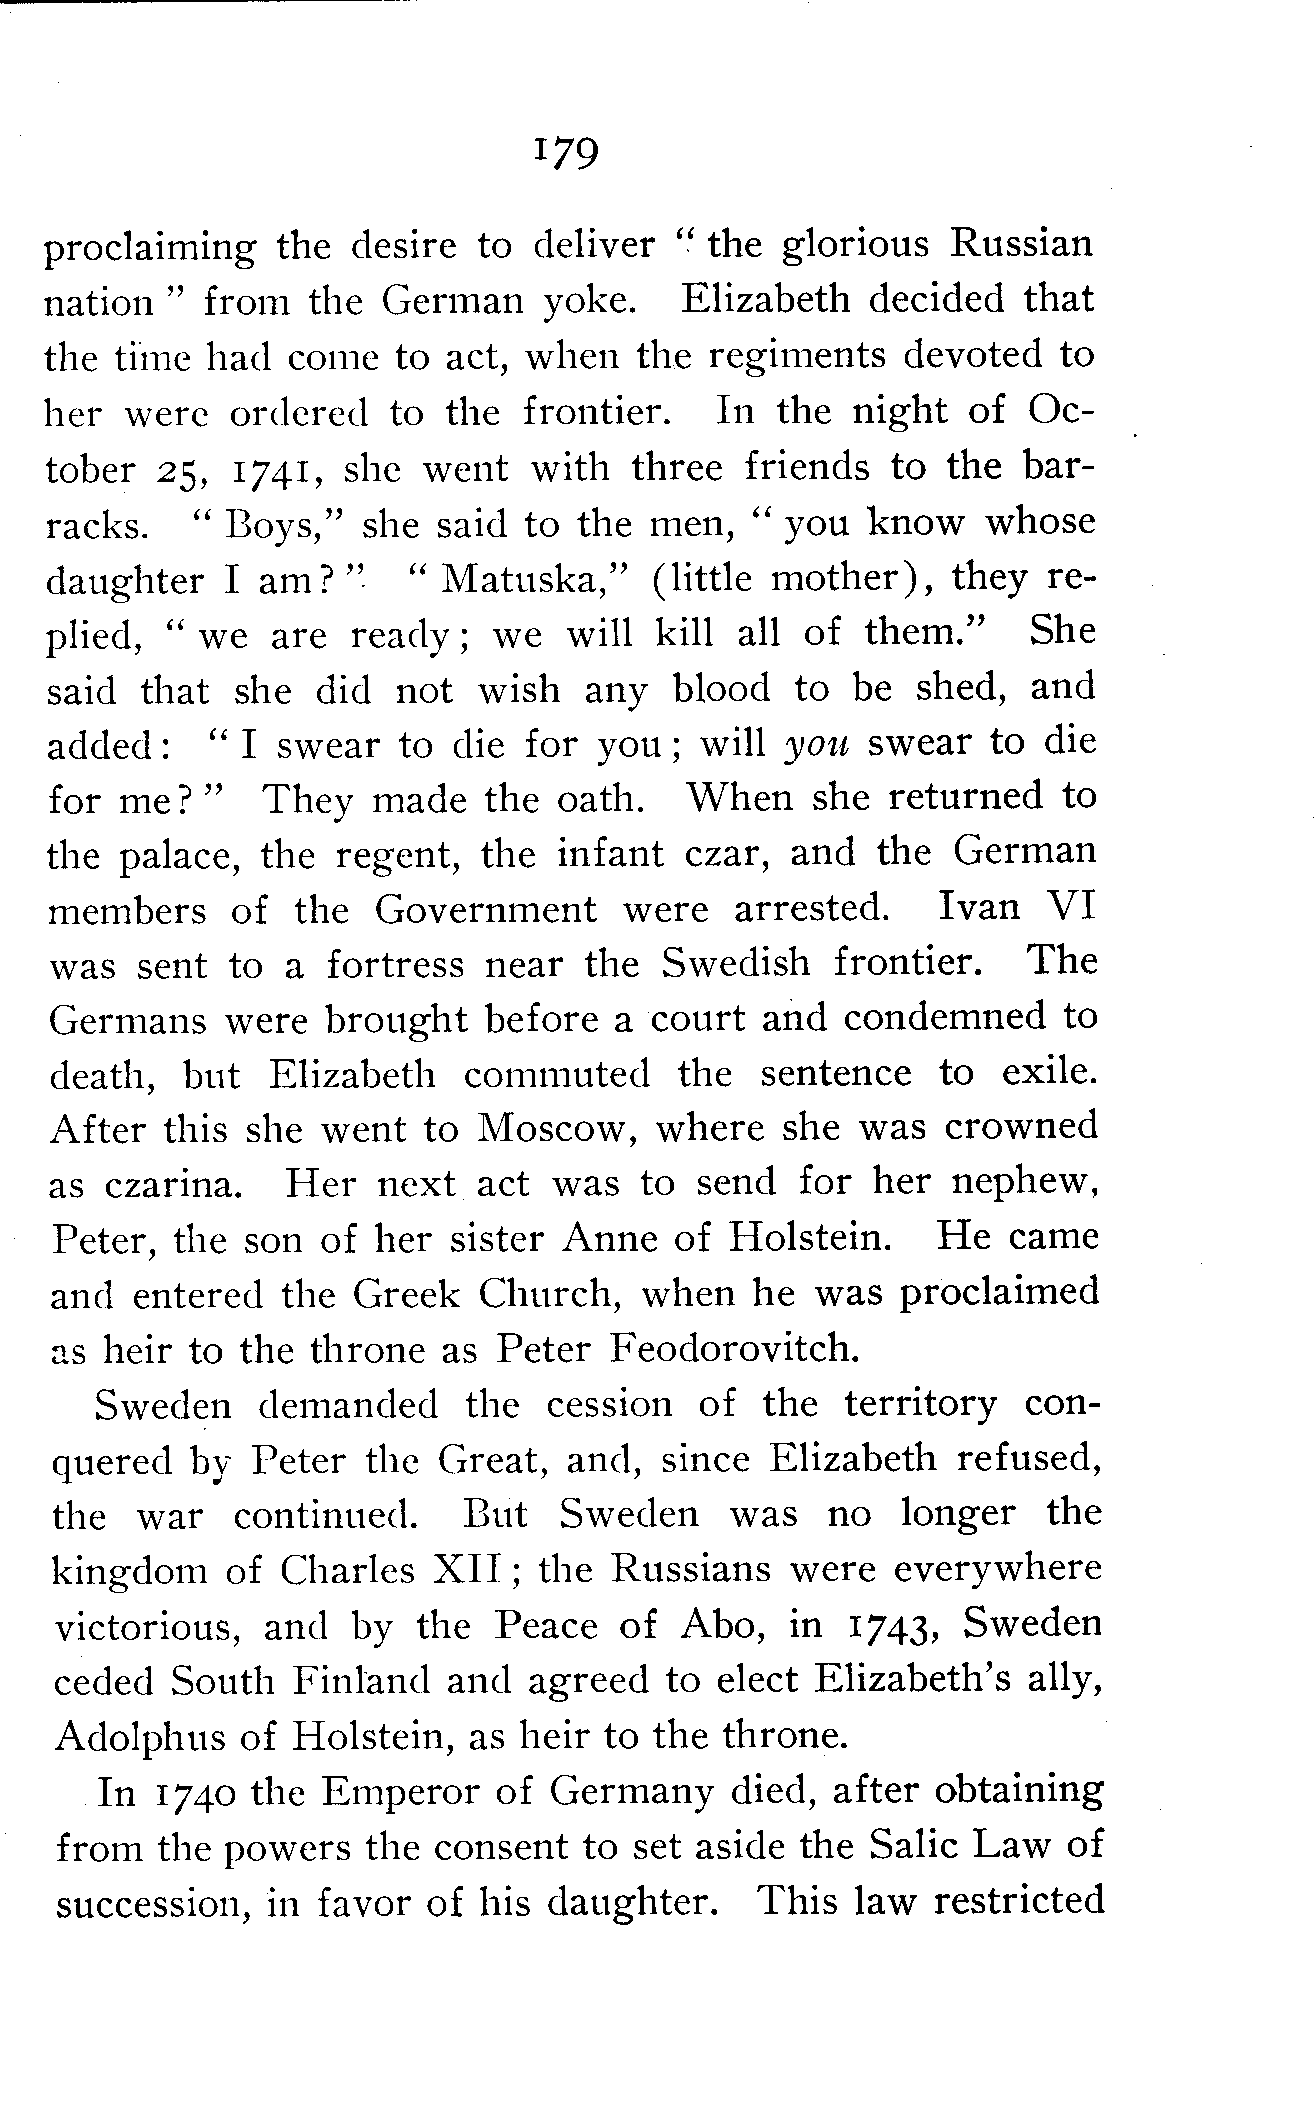 179
proclaiming the desire to deliver " the glorious Russian
nation " from the German yoke. Elizabeth decided that
the time had come to act, when the regiments devoted to
her were ordered to the frontier. In the night of Oc-
tober 25, 1741, she went with three friends to the bar-
racks. " Boys," she said to the men, " you know whose
daughter I am? " " Matuska," (little mother), they re-
plied, " we are ready; we will kill all of them." She
said that she did not wish any blood to be shed, and
added: " I swear to die for you; will you swear to die
for me? " They made the oath. When she returned to
the palace, the regent, the infant czar, and the German
members of the Government were arrested. Ivan VI
was sent to a fortress near the Swedish frontier. The
Germans were brought before a court and condemned to
death, but Elizabeth commuted the sentence to exile.
After this she went to Moscow, where she was crowned
as czarina. Her next act was to send for her nephew,
Peter, the son of her sister Anne of Holstein. He came
and entered the Greek Church, when he was proclaimed
as heir to the throne as Peter Feodorovitch.
Sweden demanded the cession of the territory con-
quered by Peter the Great, and, since Elizabeth refused,
the war continued. But Sweden was no longer the
kingdom of Charles XII; the Russians were everywhere
victorious, and by the Peace of Abo, in 1743, Sweden
ceded South Finland and agreed to elect Elizabeth's ally,
Adolphus of Holstein, as heir to the throne.
In 1740 the Emperor of Germany died, after obtaining
from the powers the consent to set aside the Salic Law of
succession, in favor of his daughter. This law restricted